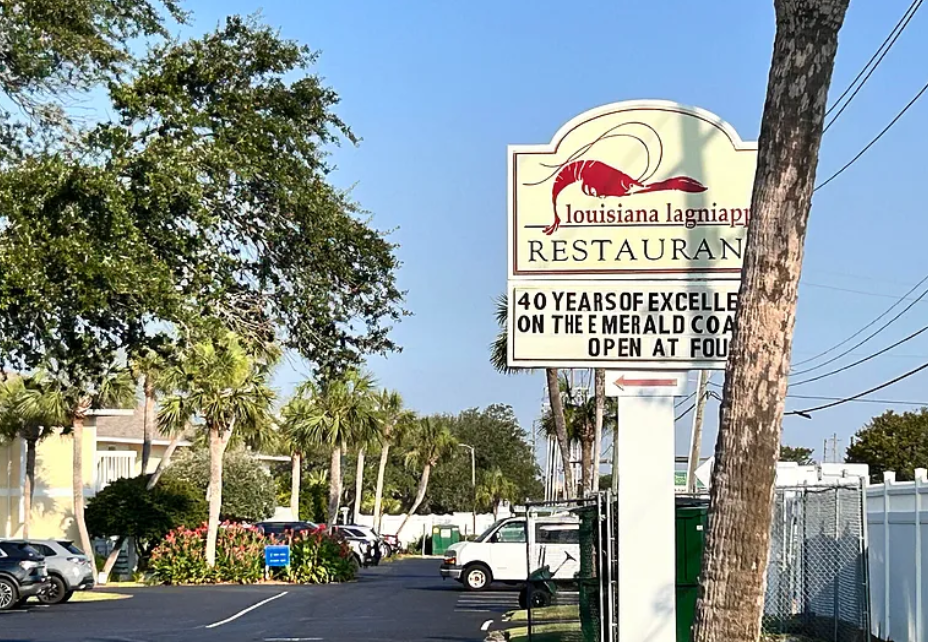 louisiana lagniapp
RESTAURAN
40 YEARS OF EXCELLE
ON THE EMERALD COA
OPEN AT FOU